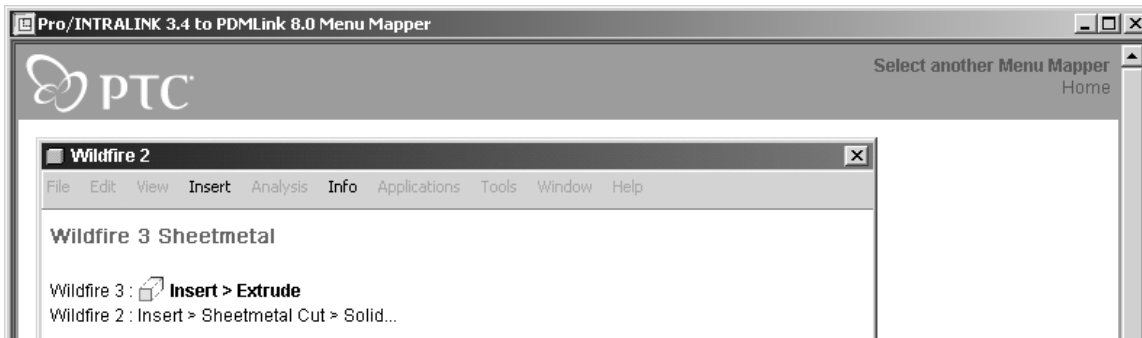 Pro/INTRALINK 3.4 to PDMLink 8.0 Menu Mapper
PTC
Select another Menu Mapper
Home
Wildfire 2
File Edit View Insert Analysis Info Applications Tools Window Help
Wildfire 3 Sheetmetal
Wildfire 3 : Insert > Extrude
Wildfire 2 : Insert > Sheetmetal Cut > Solid...